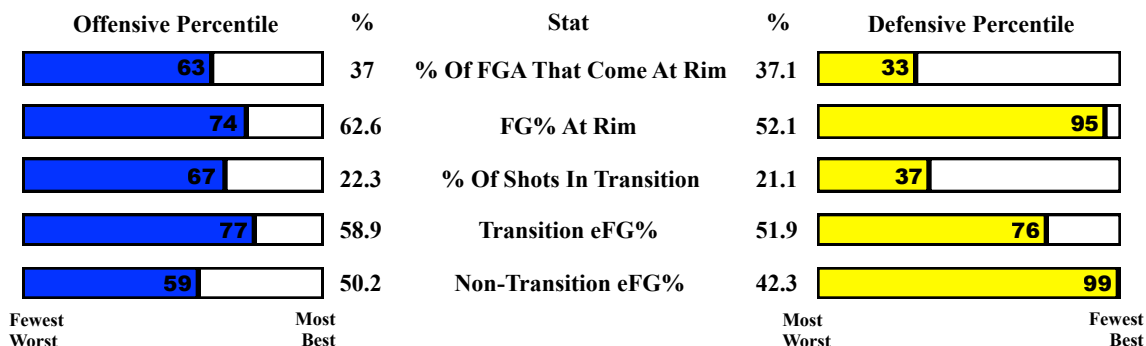 Offensive Percentile % Stat % Defensive Percentile
63 37 % Of FGA That Come At Rim 37.1 33
74 62.6 FG% At Rim 52.1 95
67 22.3 % Of Shots In Transition 21.1 37
77 58.9 Transition eFG% 51.9 76
59 50.2 Non-Transition eFG% 42.3 99
Fewest Most Most Fewest
Worst Best Worst Best